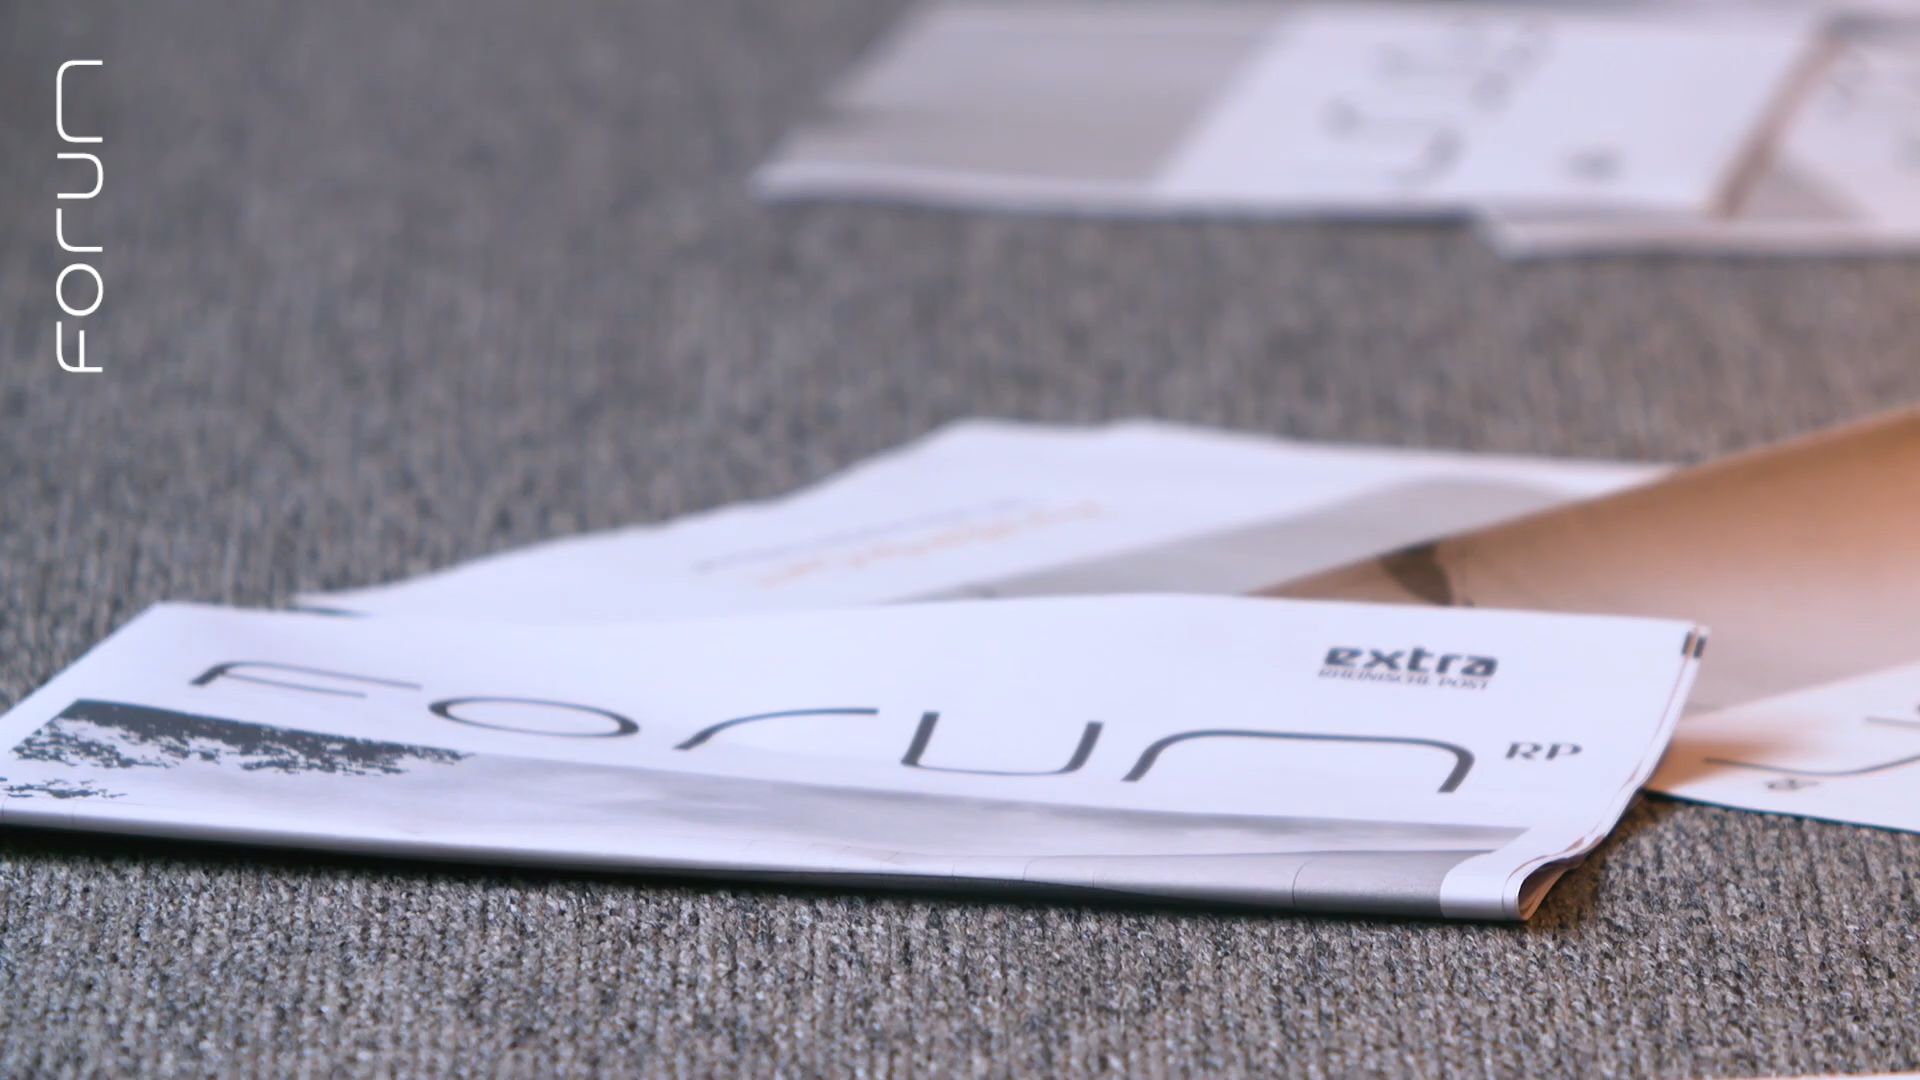 Forum
extra
RHEINISCHE POST
Forum
RP
&